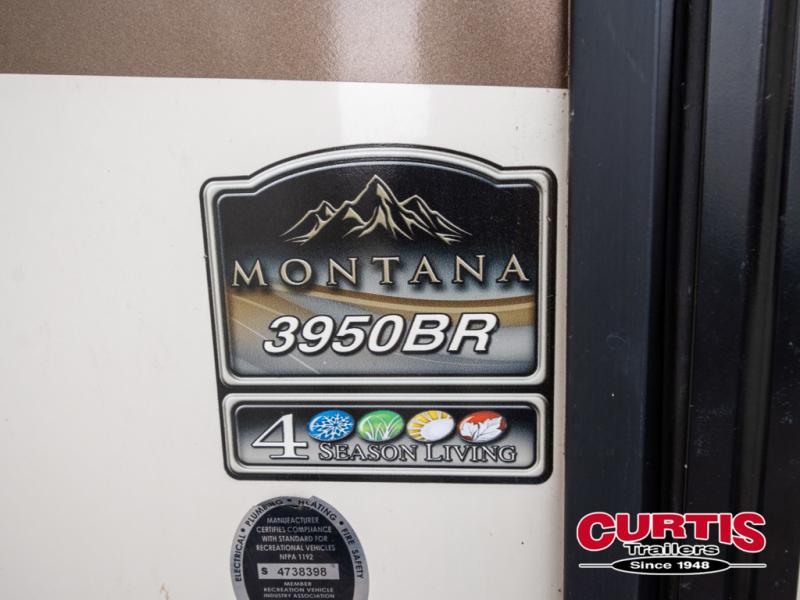 MONTANA
3950BR
4 SEASON LIVING
ELECTRICAL • PLUMBING • HEATING • FIRE SAFETY
MANUFACTURER
CERTIFIES COMPLIANCE
WITH STANDARD FOR
RECREATIONAL VEHICLES
NFPA 1192
S 4738398
MEMBER
RECREATION VEHICLE
INDUSTRY ASSOCIATION
CURTIS
Trailers
Since 1948